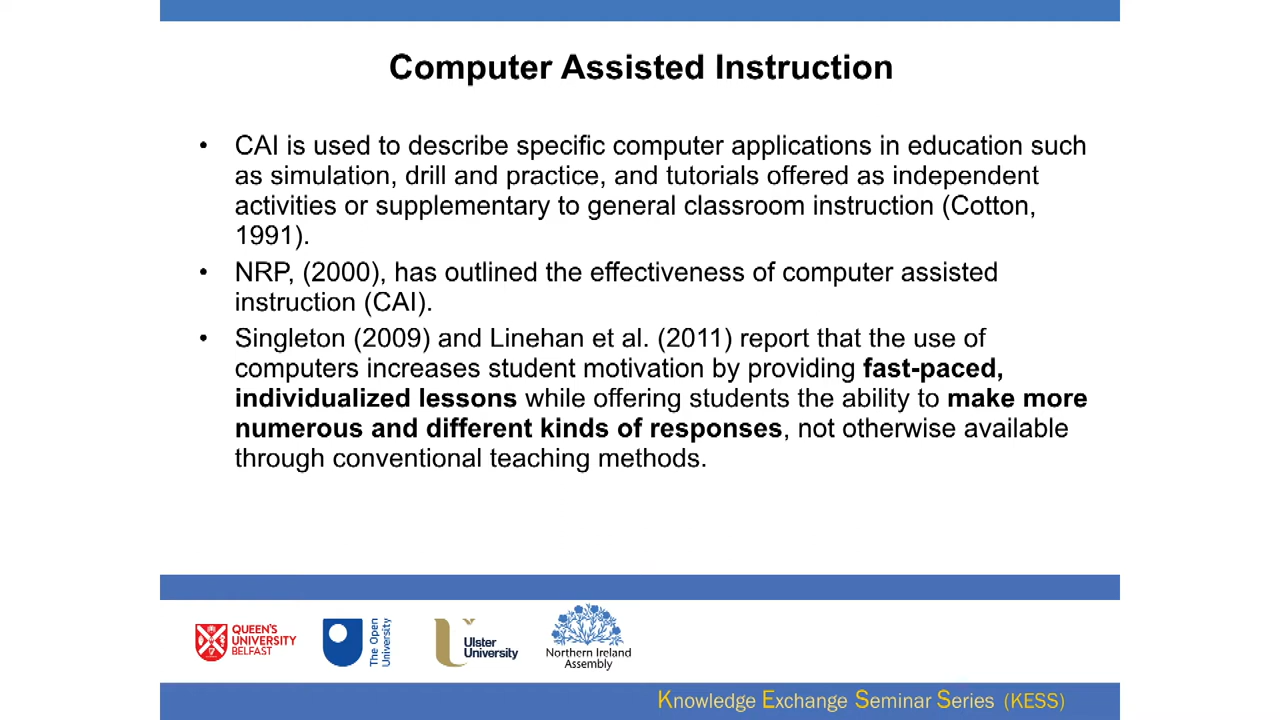 Computer Assisted Instruction
• CAI is used to describe specific computer applications in education such
as simulation, drill and practice, and tutorials offered as independent
activities or supplementary to general classroom instruction (Cotton,
1991).
• NRP, (2000), has outlined the effectiveness of computer assisted
instruction (CAI).
• Singleton (2009) and Linehan et al. (2011) report that the use of
computers increases student motivation by providing fast-paced,
individualized lessons while offering students the ability to make more
numerous and different kinds of responses, not otherwise available
through conventional teaching methods.
QUEEN'S
UNIVERSITY
BELFAST
The Open
University
Ulster
University
Northern Ireland
Assembly
Knowledge Exchange Seminar Series (KESS)